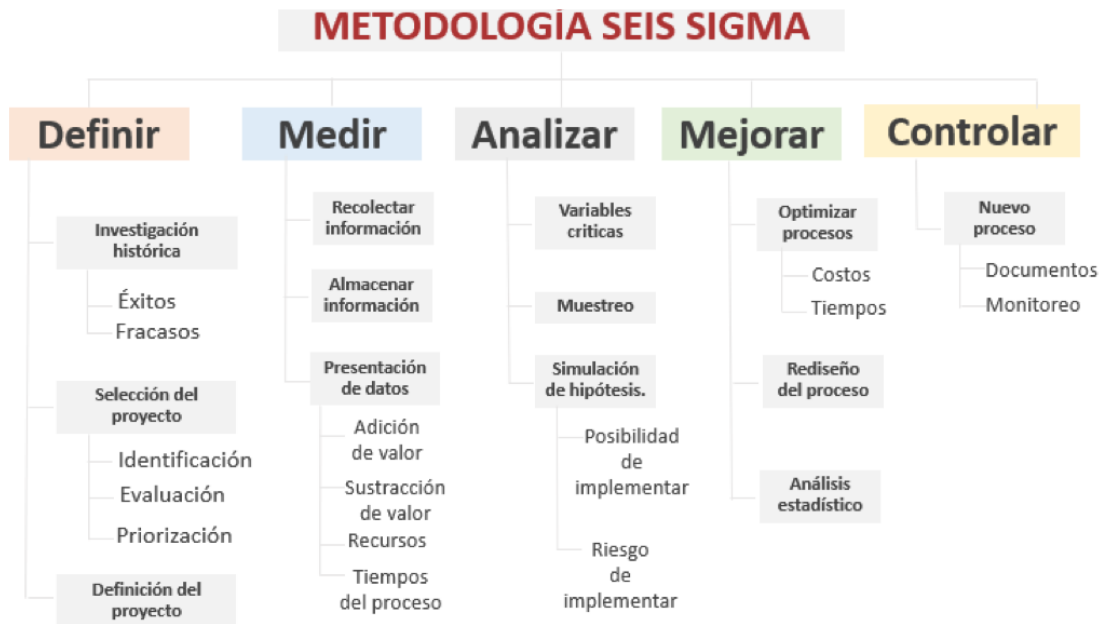 METODOLOGÍA SEIS SIGMA
Definir
Investigación
histórica
Éxitos
Fracasos
Selección del
proyecto
Identificación
Evaluación
Priorización
Definición del
proyecto
Medir
Recolectar
información
Almacenar
información
Presentación
de datos
Adición
de valor
Sustracción
de valor
Recursos
Tiempos
del proceso
Analizar
Variables
criticas
Muestreo
Simulación
de hipótesis.
Posibilidad
de
implementar
Riesgo
de
implementar
Mejorar
Optimizar
procesos
Costos
Tiempos
Rediseño
del proceso
Análisis
estadístico
Controlar
Nuevo
proceso
Documentos
Monitoreo